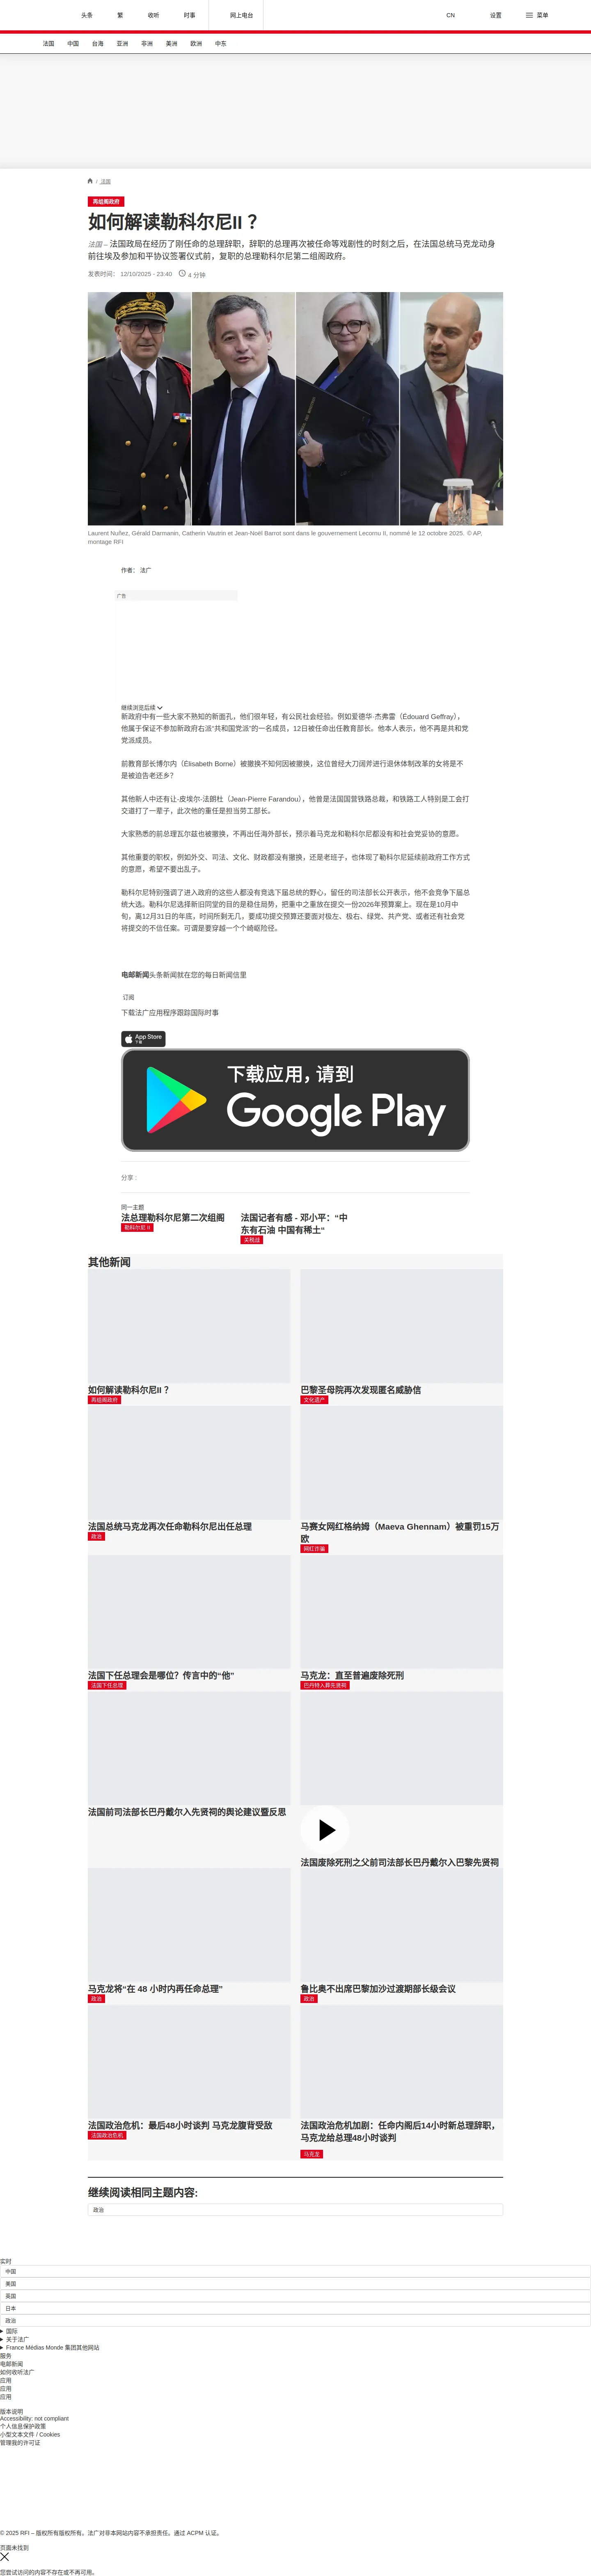 头条 繁 收听 时事 网上电台 CN 设置 菜单
法国 中国 台海 亚洲 非洲 美洲 欧洲 中东
/ 法国
再组阁政府
如何解读勒科尔尼II？
法国 – 法国政局在经历了刚任命的总理辞职，辞职的总理再次被任命等戏剧性的时刻之后，在法国总统马克龙动身
前往埃及参加和平协议签署仪式前，复职的总理勒科尔尼第二组阁政府。
发表时间： 12/10/2025 - 23:40 4 分钟
Laurent Nuñez, Gérald Darmanin, Catherin Vautrin et Jean-Noël Barrot sont dans le gouvernement Lecornu II, nommé le 12 octobre 2025. © AP,
montage RFI
作者： 法广
广告
继续浏览后续
新政府中有一些大家不熟知的新面孔，他们很年轻，有公民社会经验。例如爱德华·杰弗雷（Édouard Geffray），
他属于保证不参加新政府右派“共和国党派”的一名成员，12日被任命出任教育部长。他本人表示，他不再是共和党
党派成员。
前教育部长博尔内（Élisabeth Borne）被撤换不知何因被撤换，这位曾经大刀阔斧进行退休体制改革的女将是不
是被迫告老还乡？
其他新人中还有让-皮埃尔-法朗杜（Jean-Pierre Farandou），他曾是法国国营铁路总裁，和铁路工人特别是工会打
交道打了一辈子，此次他的重任是担当劳工部长。
大家熟悉的前总理瓦尔兹也被撤换，不再出任海外部长，预示着马克龙和勒科尔尼都没有和社会党妥协的意愿。
其他重要的职权，例如外交、司法、文化、财政都没有撤换，还是老班子，也体现了勒科尔尼延续前政府工作方式
的意愿，希望不要出乱子。
勒科尔尼特别强调了进入政府的这些人都没有竞选下届总统的野心，留任的司法部长公开表示，他不会竞争下届总
统大选。勒科尔尼选择新旧同堂的目的是稳住局势，把重中之重放在提交一份2026年预算案上。现在是10月中
旬，离12月31日的年底，时间所剩无几。要成功提交预算还要面对极左、极右、绿党、共产党、或者还有社会党
将提交的不信任案。可谓是要穿越一个个崎岖险径。
电邮新闻头条新闻就在您的每日新闻信里
订阅
下载法广应用程序跟踪国际时事
App Store
下载
下载应用，请到
Google Play
分享 :
同一主题
法总理勒科尔尼第二次组阁
勒科尔尼 II
法国记者有感 - 邓小平：“中
东有石油 中国有稀土”
关税战
其他新闻
如何解读勒科尔尼II？
再组阁政府
巴黎圣母院再次发现匿名威胁信
文化遗产
法国总统马克龙再次任命勒科尔尼出任总理
政治
马赛女网红格纳姆（Maeva Ghennam）被重罚15万
欧
网红诈骗
法国下任总理会是哪位？传言中的“他”
法国下任总理
马克龙：直至普遍废除死刑
巴丹特入葬先贤祠
法国前司法部长巴丹戴尔入先贤祠的舆论建议暨反思
法国废除死刑之父前司法部长巴丹戴尔入巴黎先贤祠
马克龙将“在 48 小时内再任命总理”
政治
鲁比奥不出席巴黎加沙过渡期部长级会议
政治
法国政治危机：最后48小时谈判 马克龙腹背受敌
法国政治危机
法国政治危机加剧：任命内阁后14小时新总理辞职，
马克龙给总理48小时谈判
马克龙
继续阅读相同主题内容:
政治
实时
中国
美国
英国
日本
政治
国际
关于法广
France Médias Monde 集团其他网站
服务
电邮新闻
如何收听法广
应用
应用
应用
版本说明
Accessibility: not compliant
个人信息保护政策
小型文本文件 / Cookies
管理我的许可证
© 2025 RFI – 版权所有版权所有。法广对非本网站内容不承担责任。通过 ACPM 认证。
页面未找到
您尝试访问的内容不存在或不再可用。